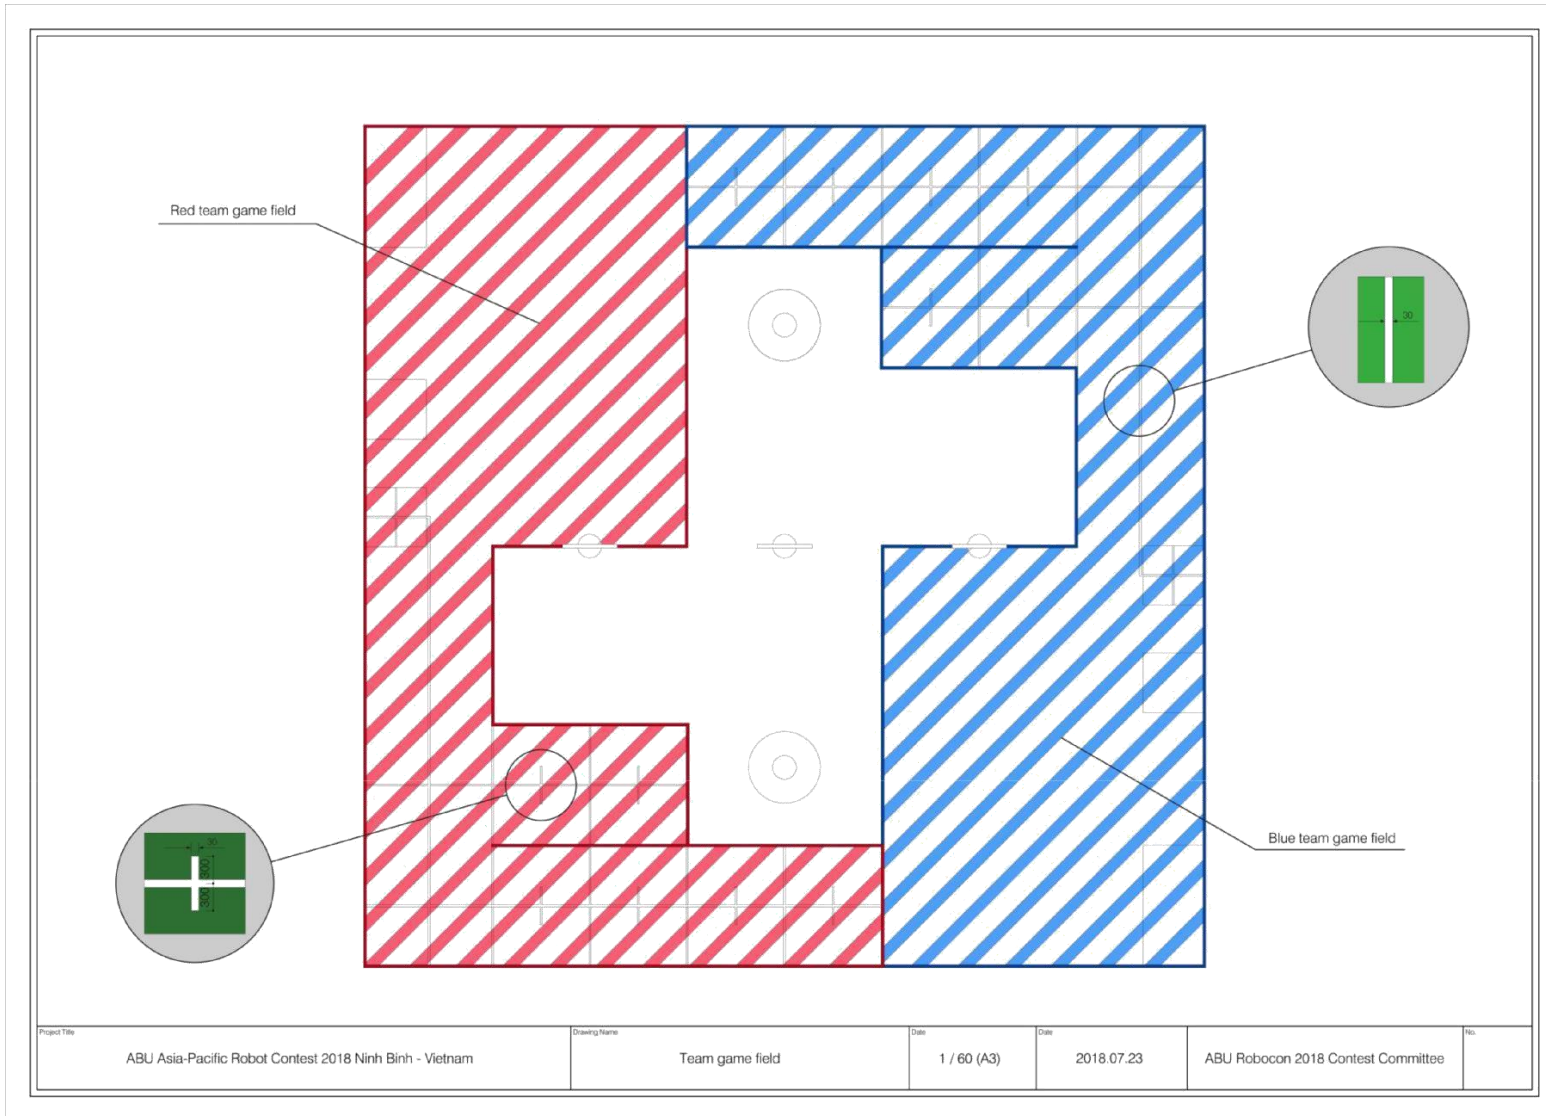 Red team game field
30
30
300
300
Blue team game field
Project Title
ABU Asia-Pacific Robot Contest 2018 Ninh Binh - Vietnam
Drawing Name
Team game field
Date
1 / 60 (A3)
Date
2018.07.23
ABU Robocon 2018 Contest Committee
No.